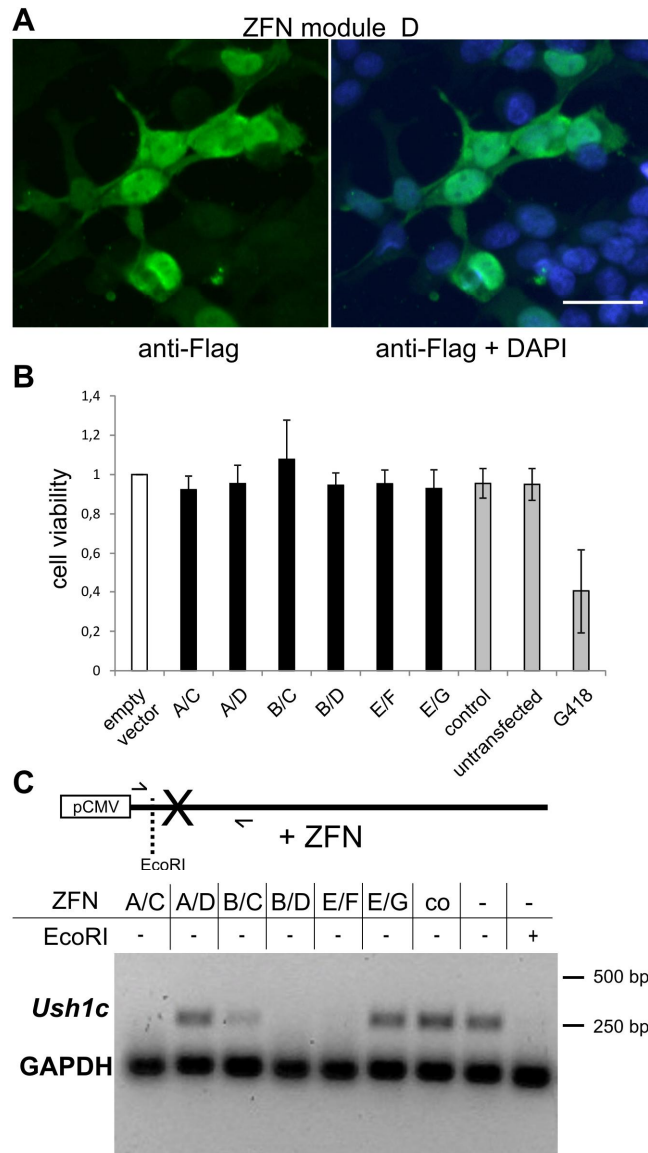 A
ZFN module D
anti-Flag
anti-Flag + DAPI
B
cell viability
1,4
1,2
1
0,8
0,6
0,4
0,2
0
empty vector
A/C
A/D
B/C
B/D
E/F
E/G
control
untransfected
G418
C
pCMV
EcoRI
+ ZFN
ZFN A/C A/D B/C B/D E/F E/G co - -
EcoRI - - - - - - - - +
500 bp
Ush1c
250 bp
GAPDH